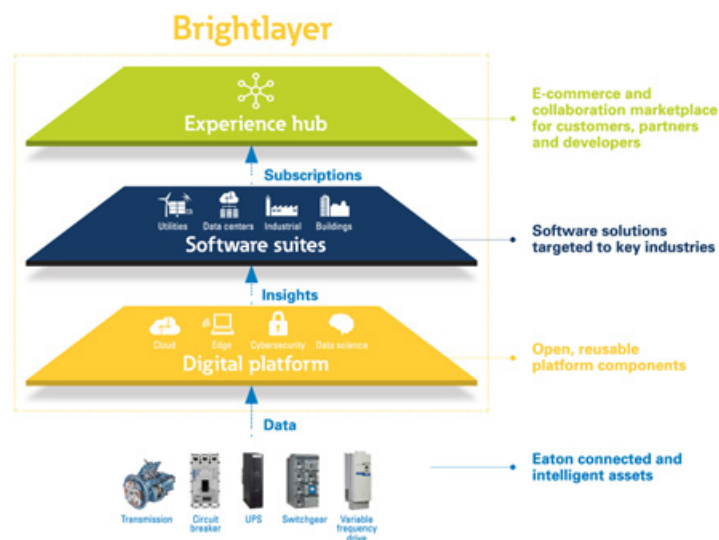 Brightlayer
Experience hub
E-commerce and
collaboration marketplace
for customers, partners
and developers
Subscriptions
Utilities
Data centers
Industrial
Buildings
Software suites
Software solutions
targeted to key industries
Insights
Cloud
Edge
Cybersecurity
Data science
Digital platform
Open, reusable
platform components
Data
Eaton connected and
intelligent assets
Transmission
Circuit
breaker
UPS
Switchgear
Variable
frequency
drive